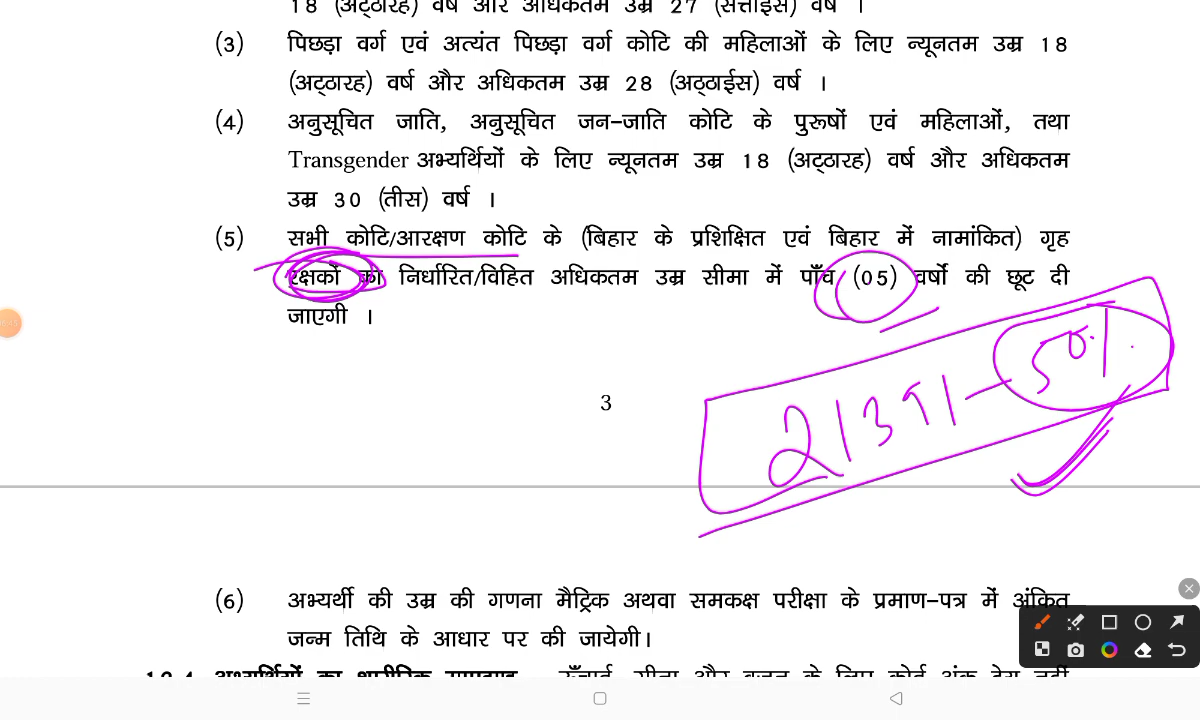 18 (अट्ठारह) वर्ष और अधिकतम उम्र 27 (सत्ताईस) वर्ष ।
(3) पिछड़ा वर्ग एवं अत्यंत पिछड़ा वर्ग कोटि की महिलाओं के लिए न्यूनतम उम्र 18
(अट्ठारह) वर्ष और अधिकतम उम्र 28 (अठ्ठाईस) वर्ष ।
(4) अनुसूचित जाति, अनुसूचित जन-जाति कोटि के पुरूषों एवं महिलाओं, तथा
Transgender अभ्यर्थियों के लिए न्यूनतम उम्र 18 (अट्ठारह) वर्ष और अधिकतम
उम्र 30 (तीस) वर्ष ।
(5) सभी कोटि/आरक्षण कोटि के (बिहार के प्रशिक्षित एवं बिहार में नामांकित) गृह
रक्षकों को निर्धारित/विहित अधिकतम उम्र सीमा में पाँच (05) वर्षों की छूट दी
जाएगी ।
3
(6) अभ्यर्थी की उम्र की गणना मैट्रिक अथवा समकक्ष परीक्षा के प्रमाण-पत्र में अंकित
जन्म तिथि के आधार पर की जायेगी।